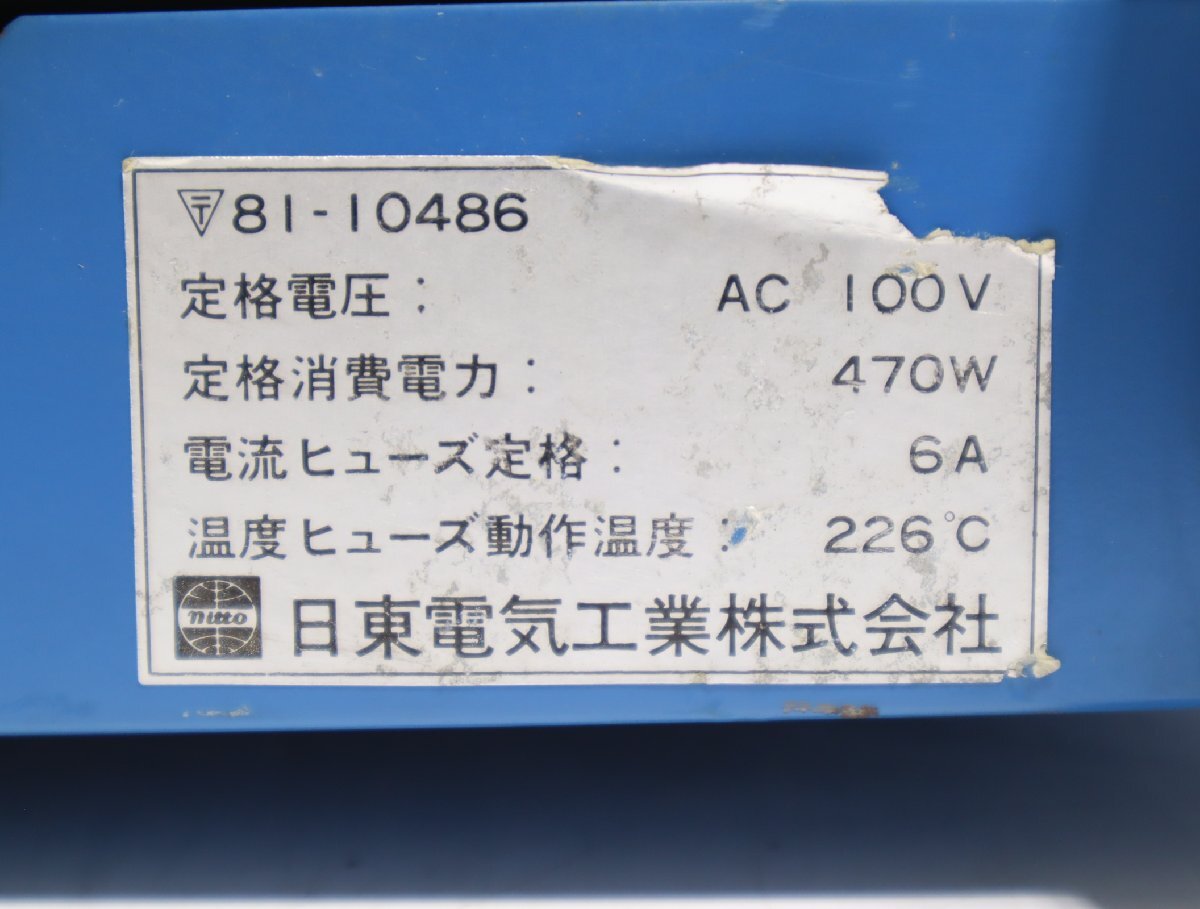 〒81-10486
定格電圧: AC 100V
定格消費電力: 470W
電流ヒューズ定格: 6A
温度ヒューズ動作温度: 226°C
nitto 日東電気工業株式会社